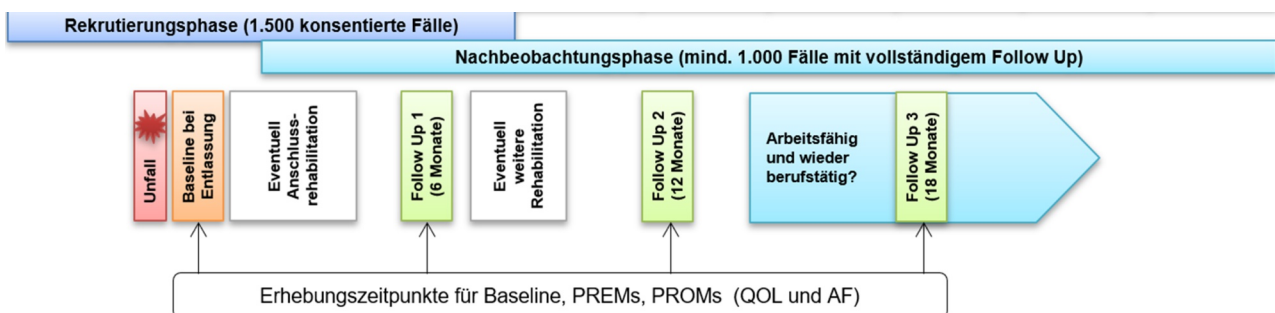 Rekrutierungsphase (1.500 konsentierte Fälle)
Nachbeobachtungsphase (mind. 1.000 Fälle mit vollständigem Follow Up)
Unfall
Baseline bei
Entlassung
Eventuell
Anschluss-
rehabilitation
Follow Up 1
(6 Monate)
Eventuell
weitere
Rehabilitation
Follow Up 2
(12 Monate)
Arbeitsfähig
und wieder
berufstätig?
Follow Up 3
(18 Monate)
Erhebungszeitpunkte für Baseline, PREMs, PROMs (QOL und AF)